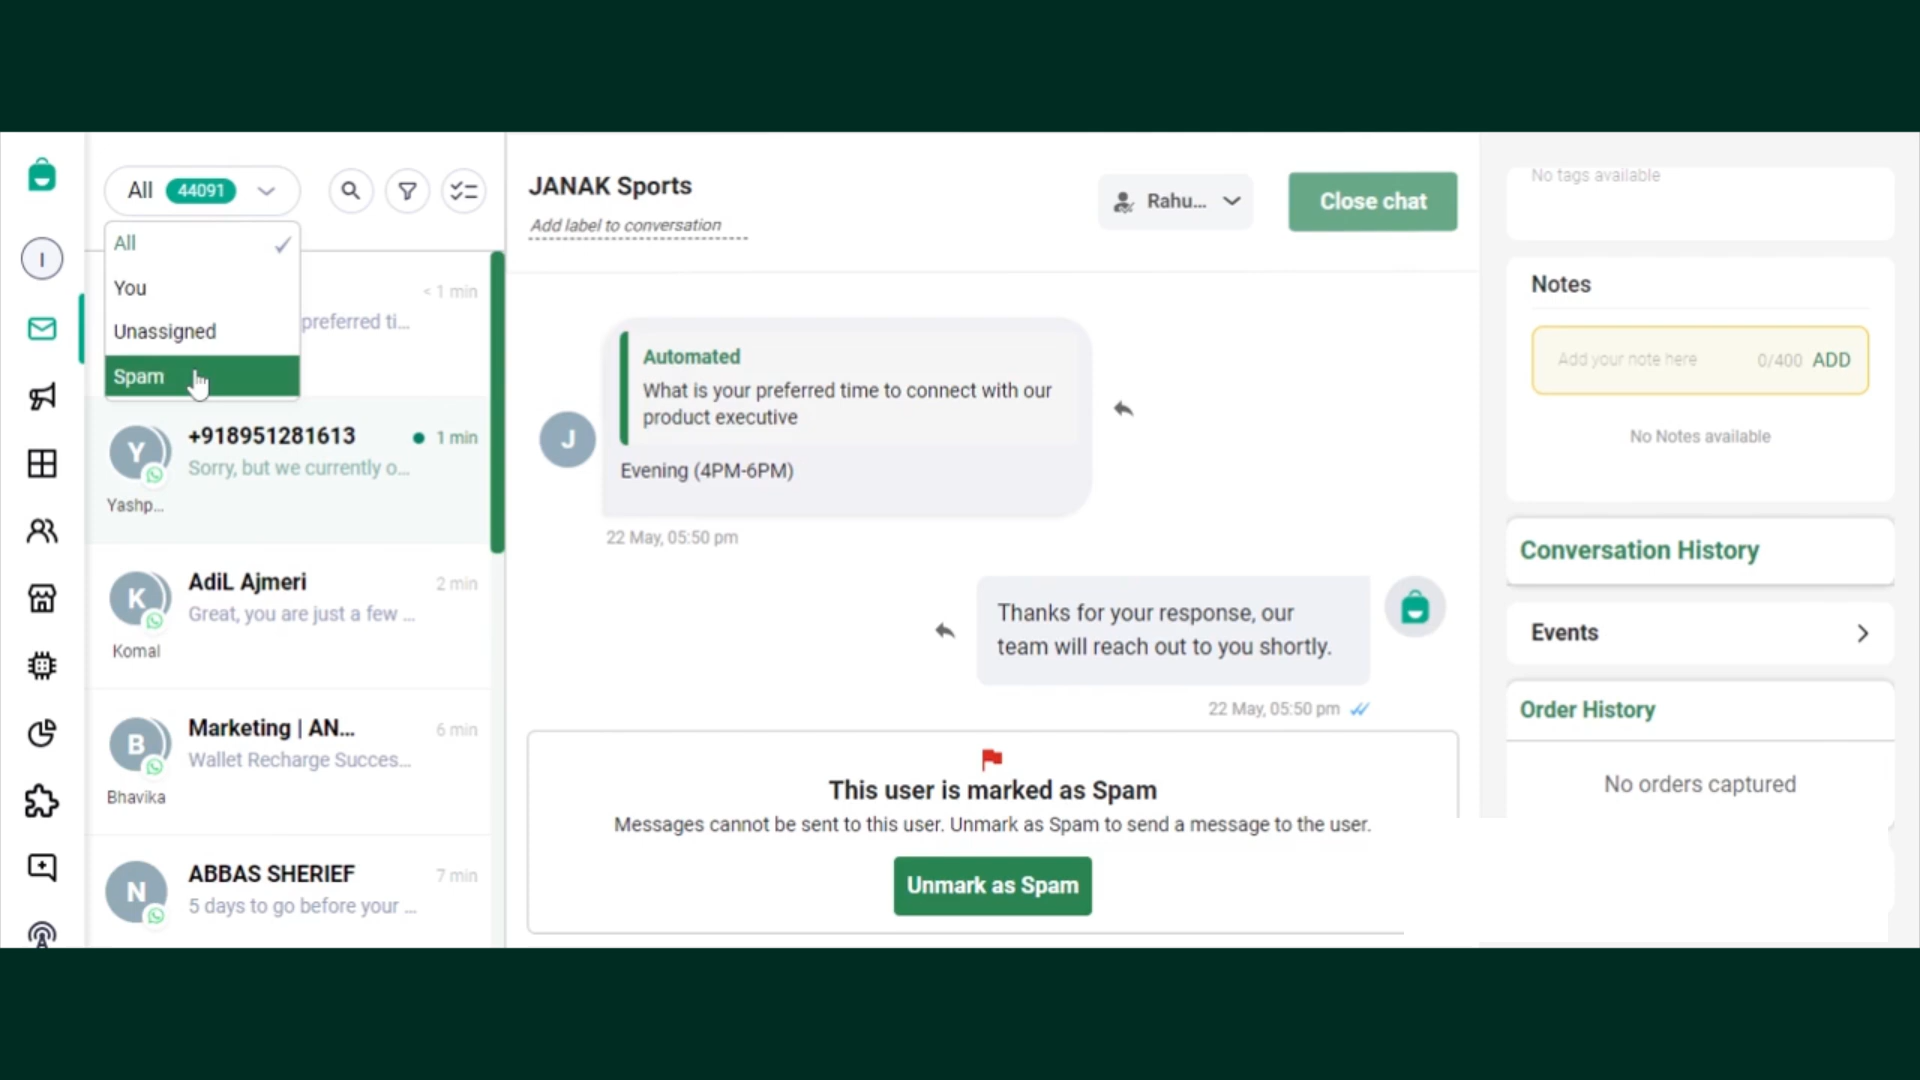 All 44091
All
You
Unassigned
Spam
< 1 min
preferred ti...
Y
+918951281613
1 min
Sorry, but we currently o...
Yashp...
K
AdiL Ajmeri
2 min
Great, you are just a few ...
Komal
B
Marketing | AN...
6 min
Wallet Recharge Succes...
Bhavika
N
ABBAS SHERIEF
7 min
5 days to go before your ...
I
JANAK Sports
Add label to conversation
Rahu...
Close chat
Automated
What is your preferred time to connect with our
product executive
J
Evening (4PM-6PM)
22 May, 05:50 pm
Thanks for your response, our
team will reach out to you shortly.
22 May, 05:50 pm
This user is marked as Spam
Messages cannot be sent to this user. Unmark as Spam to send a message to the user.
Unmark as Spam
No tags available
Notes
Add your note here 0/400 ADD
No Notes available
Conversation History
Events
Order History
No orders captured